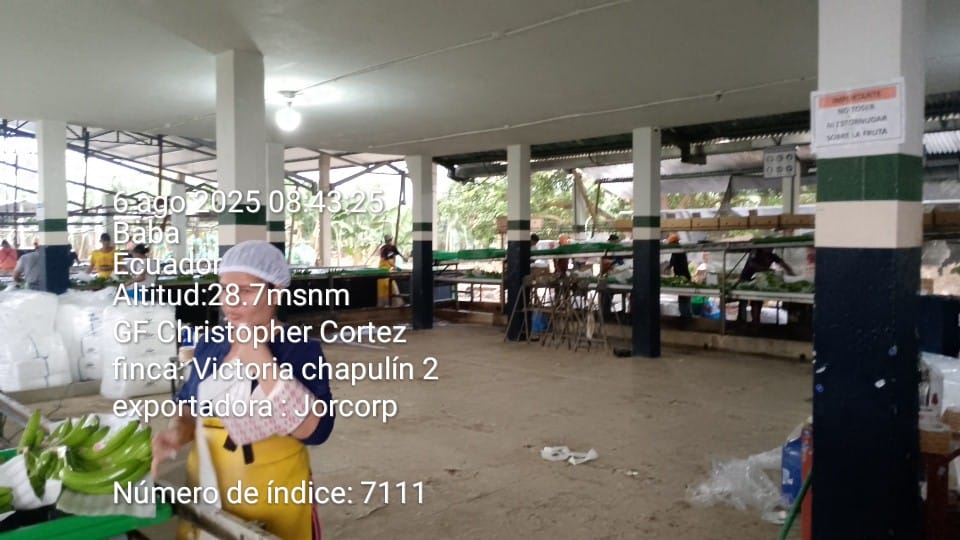 IMPORTANTE
NO TOSER
NI ESTORNUDAR
SOBRE LA FRUTA
6 ago 2025 08:43:25
Baba
Ecuador
Altitud:28.7msnm
GF Christopher Cortez
finca: Victoria chapulín 2
exportadora : Jorcorp
Número de índice: 7111